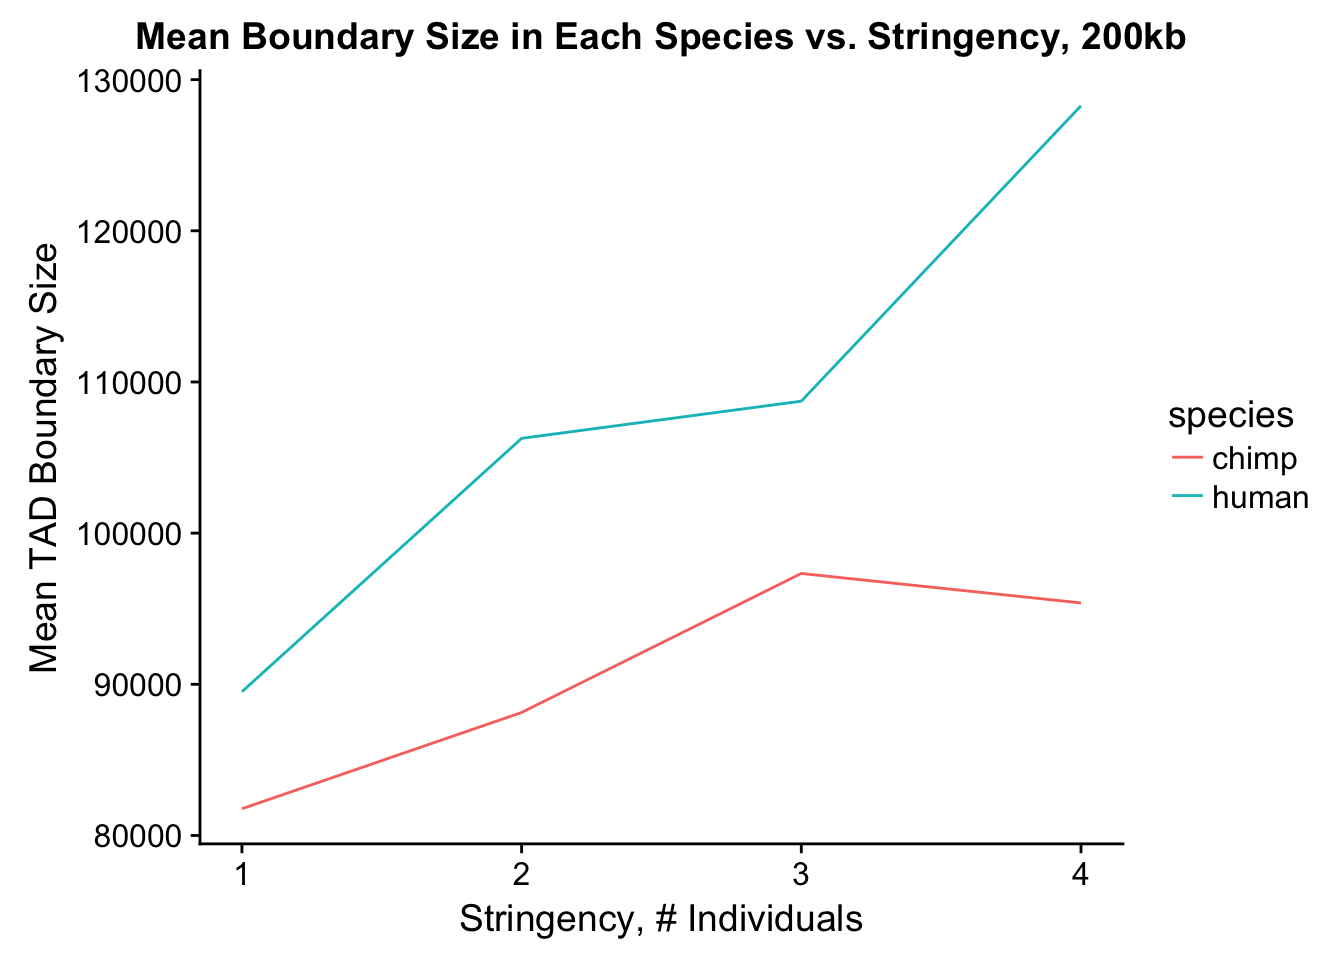 Mean Boundary Size in Each Species vs. Stringency, 200kb
130000
120000
110000
100000
90000
80000
Mean TAD Boundary Size
1 2 3 4
Stringency, # Individuals
species
chimp
human